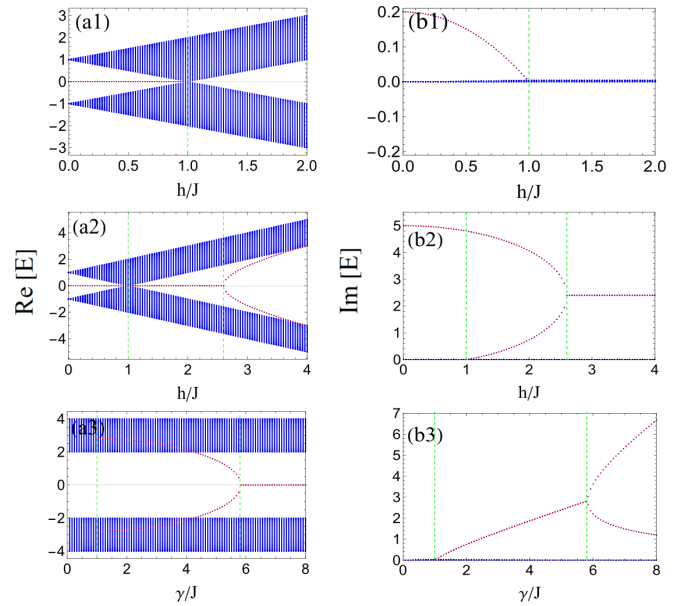 (a1)
3
2
1
0
-1
-2
-3
0.0 0.5 1.0 1.5 2.0
h/J
(b1)
0.2
0.1
0.0
-0.1
-0.2
0.0 0.5 1.0 1.5 2.0
h/J
Re [E]
(a2)
4
2
0
-2
-4
0 1 2 3 4
h/J
Im [E]
(b2)
5
4
3
2
1
0
0 1 2 3 4
h/J
(a3)
4
2
0
-2
-4
0 2 4 6 8
γ/J
(b3)
7
6
5
4
3
2
1
0
0 2 4 6 8
γ/J